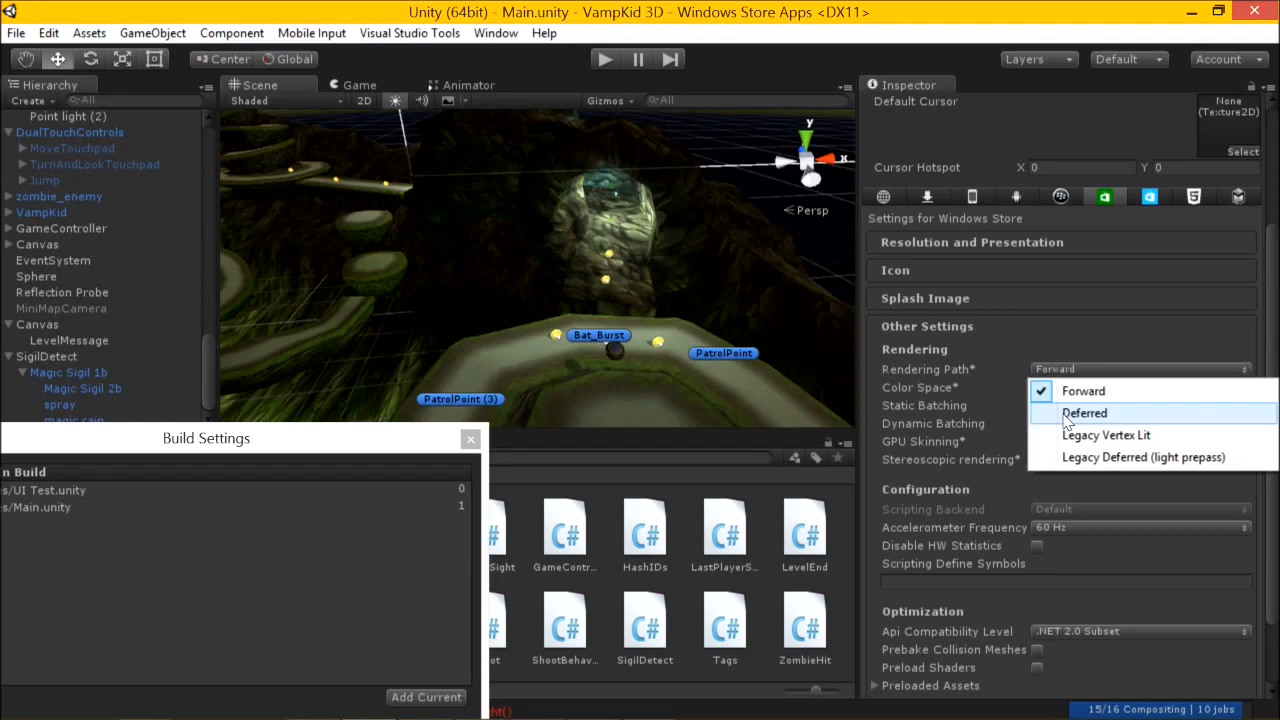 Unity (64bit) - Main.unity - VampKid 3D - Windows Store Apps <DX11>
File Edit Assets GameObject Component Mobile Input Visual Studio Tools Window Help
Center Global Layers Default Account
Hierarchy
Create All
Point light (2)
DualTouchControls
MoveTouchpad
TurnAndLookTouchpad
Jump
zombie_enemy
VampKid
GameController
Canvas
EventSystem
Sphere
Reflection Probe
MiniMapCamera
Canvas
LevelMessage
SigilDetect
Magic Sigil 1b
Magic Sigil 2b
spray
magic rain
Scene Game Animator
Shaded 2D Gizmos All
y
x
Persp
Bat_Burst
PatrolPoint
PatrolPoint (3)
Build Settings
n Build
s/UI Test.unity 0
s/Main.unity 1
Add Current
Sight GameContr... HashIDs LastPlayerS... LevelEnd
ot ShootBehav... SigilDetect Tags ZombieHit
ht()
Inspector
Default Cursor
None
(Texture2D)
Select
Cursor Hotspot X 0 Y 0
Settings for Windows Store
Resolution and Presentation
Icon
Splash Image
Other Settings
Rendering
Rendering Path* Forward
Color Space*
Static Batching
Dynamic Batching
GPU Skinning*
Stereoscopic rendering*
Forward
Deferred
Legacy Vertex Lit
Legacy Deferred (light prepass)
Configuration
Scripting Backend Default
Accelerometer Frequency 60 Hz
Disable HW Statistics
Scripting Define Symbols
Optimization
Api Compatibility Level .NET 2.0 Subset
Prebake Collision Meshes
Preload Shaders
Preloaded Assets
15/16 Compositing | 10 jobs